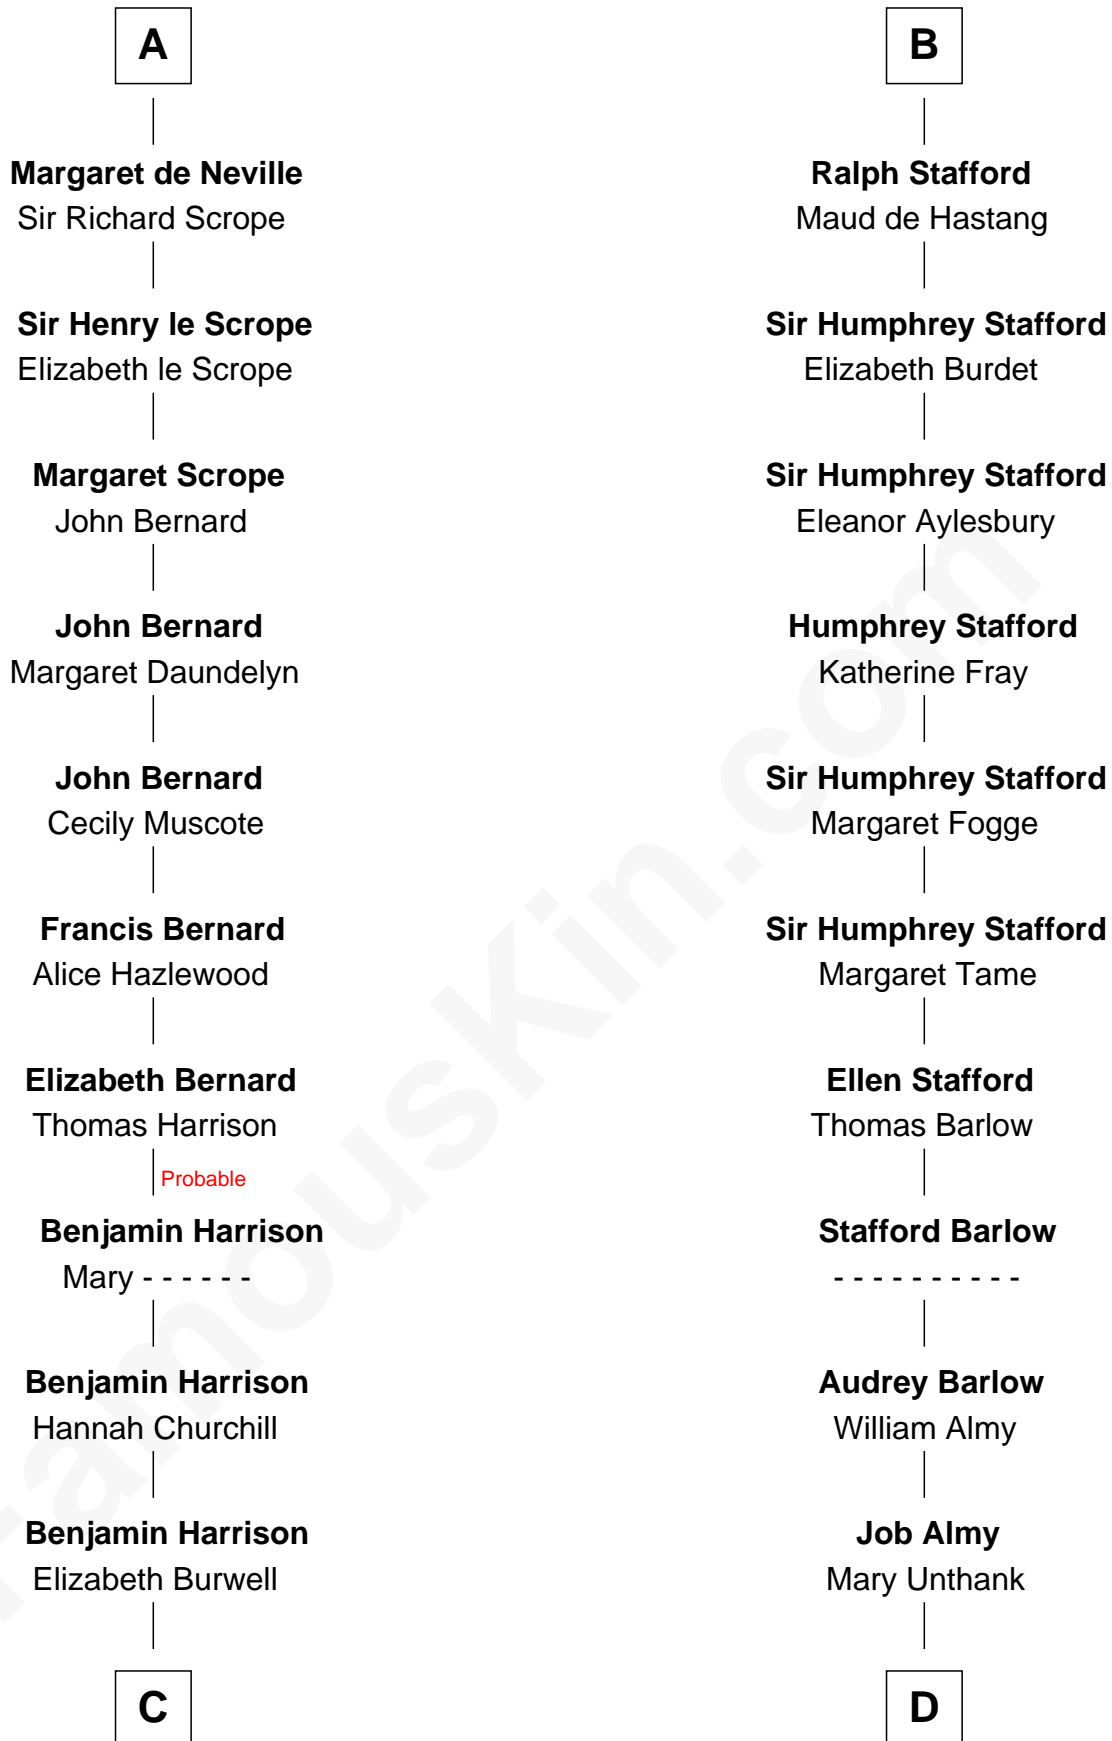 A
Margaret de Neville
Sir Richard Scrope
Sir Henry le Scrope
Elizabeth le Scrope
Margaret Scrope
John Bernard
John Bernard
Margaret Daundelyn
John Bernard
Cecily Muscote
Francis Bernard
Alice Hazlewood
Elizabeth Bernard
Thomas Harrison
Probable
Benjamin Harrison
Mary - - - - - -
Benjamin Harrison
Hannah Churchill
Benjamin Harrison
Elizabeth Burwell
C
B
Ralph Stafford
Maud de Hastang
Sir Humphrey Stafford
Elizabeth Burdet
Sir Humphrey Stafford
Eleanor Aylesbury
Humphrey Stafford
Katherine Fray
Sir Humphrey Stafford
Margaret Fogge
Sir Humphrey Stafford
Margaret Tame
Ellen Stafford
Thomas Barlow
Stafford Barlow
- - - - - - - - - -
Audrey Barlow
William Almy
Job Almy
Mary Unthank
D
FamousKin.com